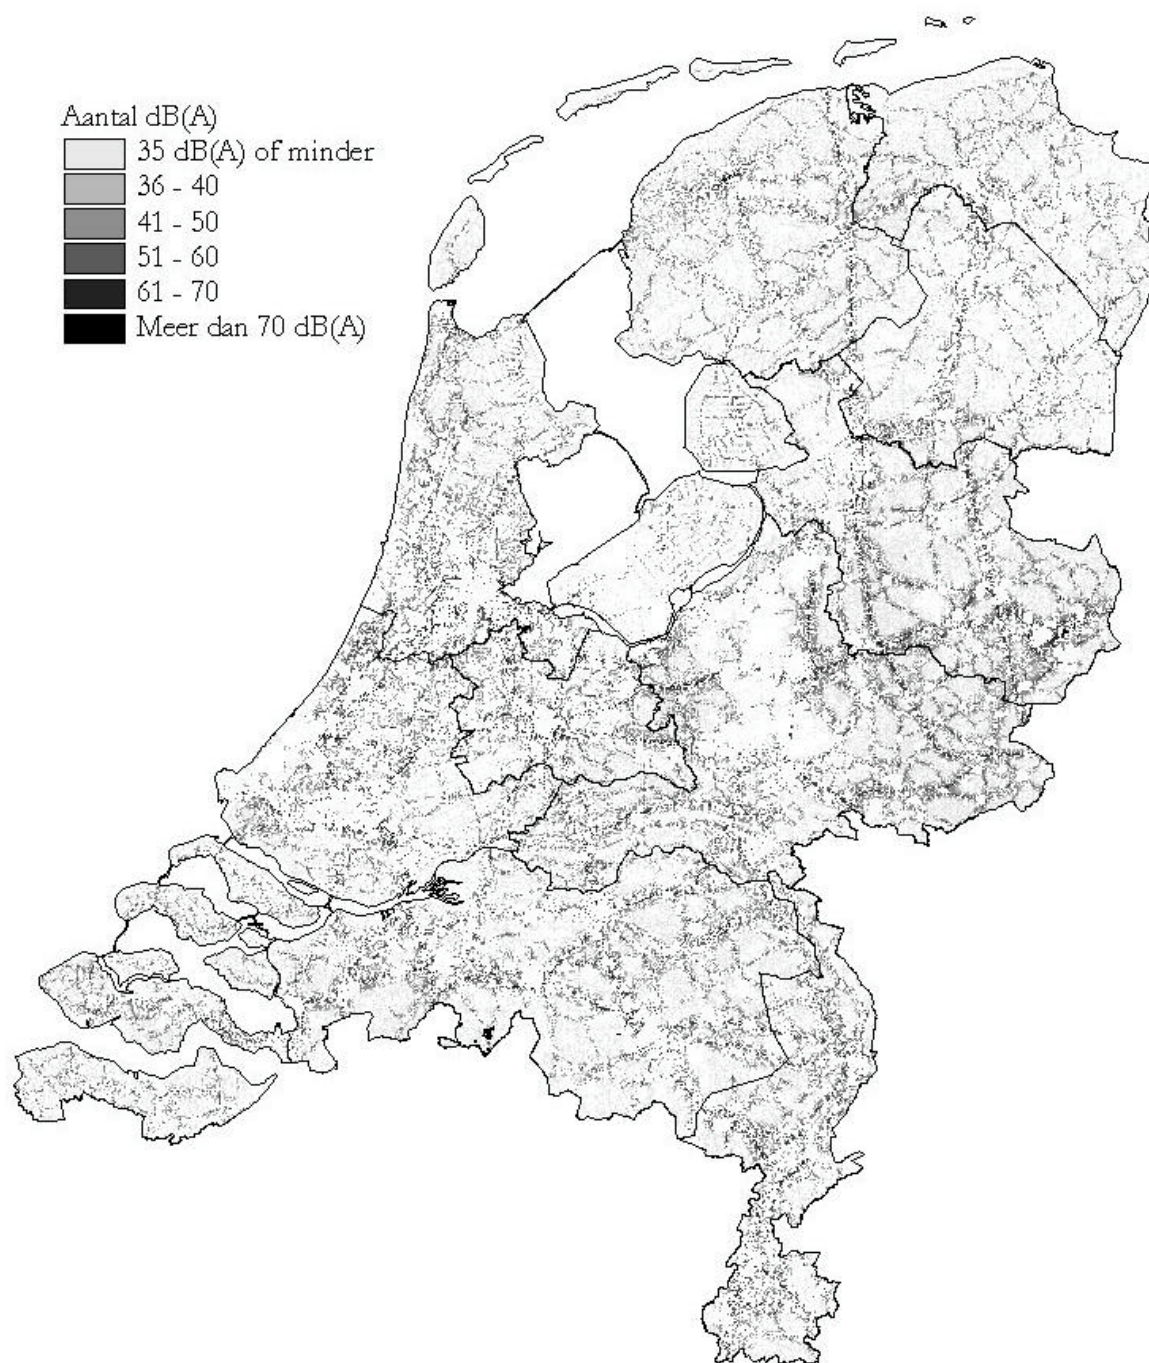 Aantal dB(A)
35 dB(A) of minder
36 - 40
41 - 50
51 - 60
61 - 70
Meer dan 70 dB(A)